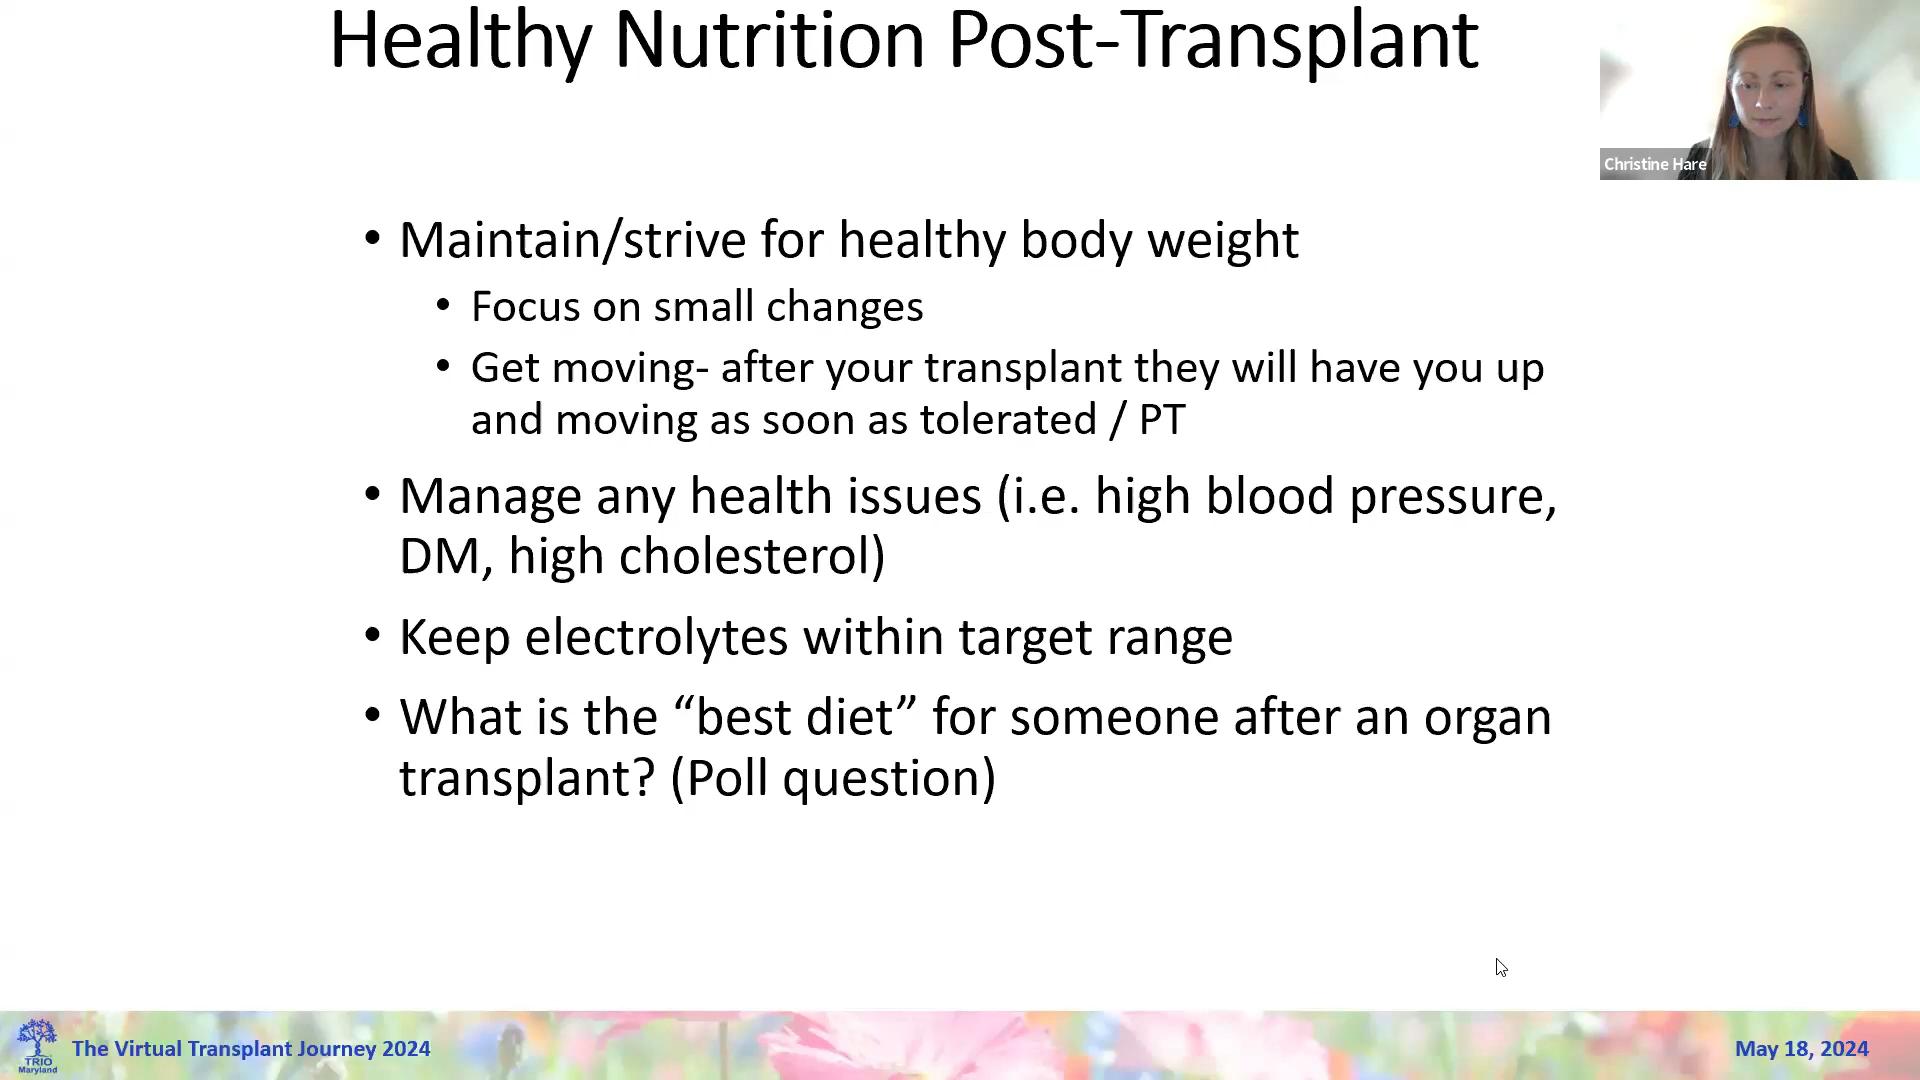 Healthy Nutrition Post-Transplant
Christine Hare
• Maintain/strive for healthy body weight
• Focus on small changes
• Get moving- after your transplant they will have you up
and moving as soon as tolerated / PT
• Manage any health issues (i.e. high blood pressure,
DM, high cholesterol)
• Keep electrolytes within target range
• What is the “best diet” for someone after an organ
transplant? (Poll question)
TRIO
Maryland
The Virtual Transplant Journey 2024
May 18, 2024